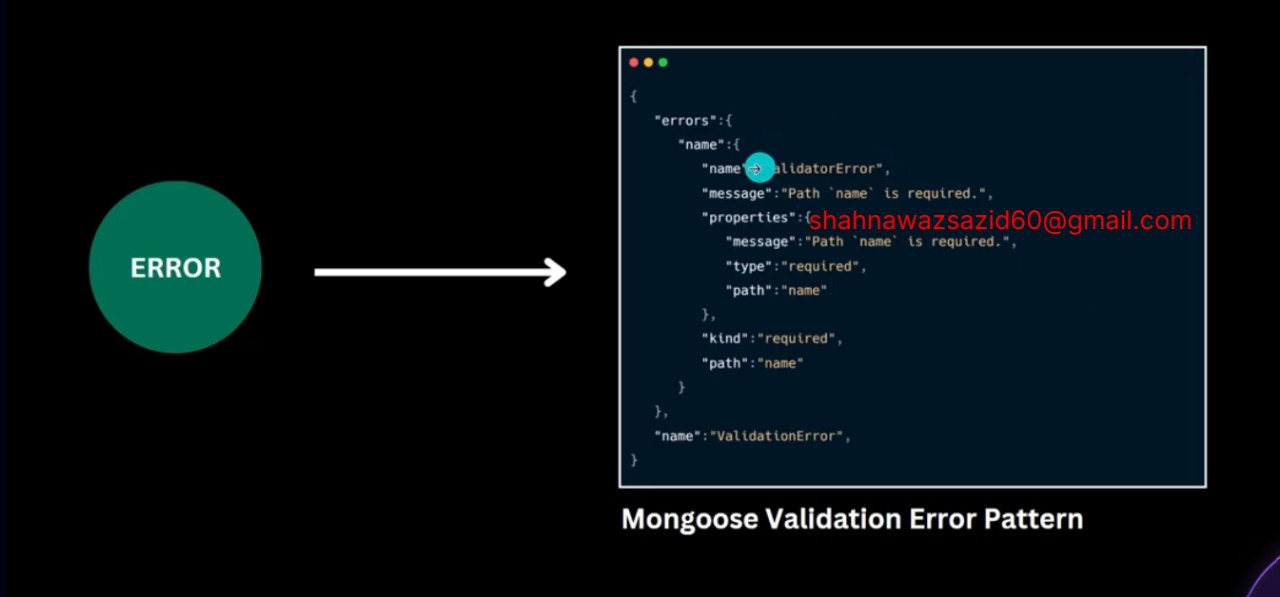 ERROR
{
"errors":{
"name":{
"name" alidatorError",
"message":"Path `name` is required.",
"properties":{
shahnawazsazid60@gmail.com
"message":"Path `name` is required.",
"type":"required",
"path":"name"
},
"kind":"required",
"path":"name"
}
},
"name":"ValidationError",
}
Mongoose Validation Error Pattern